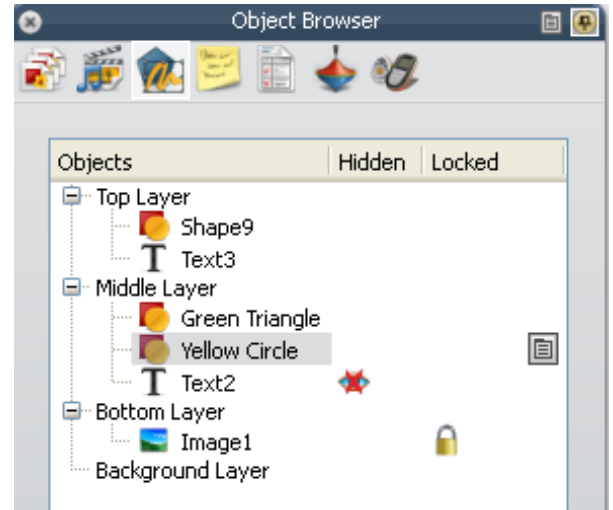 Object Browser
Objects Hidden Locked
Top Layer
Shape9
Text3
Middle Layer
Green Triangle
Yellow Circle
Text2
Bottom Layer
Image1
Background Layer